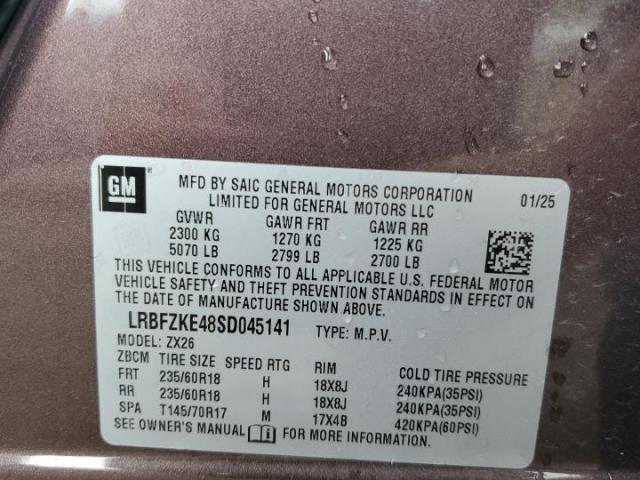 GM
MFD BY SAIC GENERAL MOTORS CORPORATION 01/25
LIMITED FOR GENERAL MOTORS LLC
GVWR GAWR FRT GAWR RR
2300 KG 1270 KG 1225 KG
5070 LB 2799 LB 2700 LB
THIS VEHICLE CONFORMS TO ALL APPLICABLE U.S. FEDERAL MOTOR
VEHICLE SAFETY AND THEFT PREVENTION STANDARDS IN EFFECT ON
THE DATE OF MANUFACTURE SHOWN ABOVE.
LRBFZKE48SD045141 TYPE: M.P.V.
MODEL: ZX26
ZBCM TIRE SIZE SPEED RTG RIM COLD TIRE PRESSURE
FRT 235/60R18 H 18X8J 240KPA(35PSI)
RR 235/60R18 H 18X8J 240KPA(35PSI)
SPA T145/70R17 M 17X4B 420KPA(60PSI)
SEE OWNER'S MANUAL FOR MORE INFORMATION.